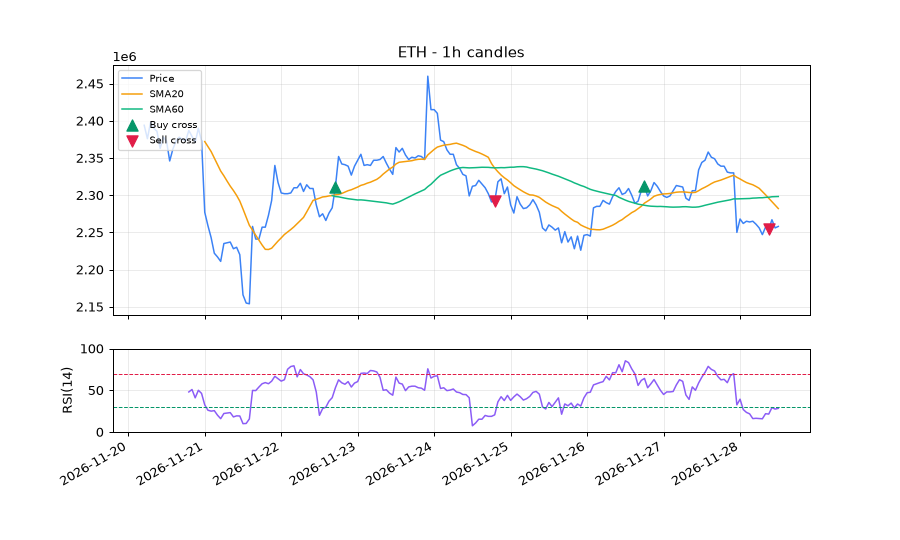 ETH - 1h candles
1e6
Price
SMA20
SMA60
Buy cross
Sell cross
2.45
2.40
2.35
2.30
2.25
2.20
2.15
RSI(14)
100
50
0
2026-11-20
2026-11-21
2026-11-22
2026-11-23
2026-11-24
2026-11-25
2026-11-26
2026-11-27
2026-11-28